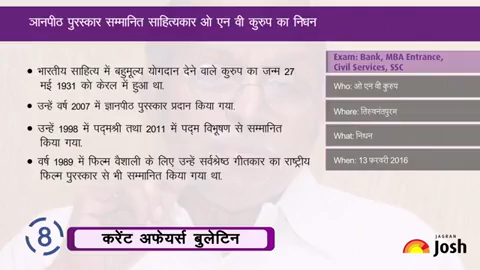 ज्ञानपीठ पुरस्कार सम्मानित साहित्यकार ओ एन वी कुरुप का निधन
भारतीय साहित्य में बहुमूल्य योगदान देने वाले कुरुप का जन्म 27
मई 1931 को केरल में हुआ था.
उन्हें वर्ष 2007 में ज्ञानपीठ पुरस्कार प्रदान किया गया.
उन्हें 1998 में पद्मश्री तथा 2011 में पद्म विभूषण से सम्मानित
किया गया.
वर्ष 1989 में फिल्म वैशाली के लिए उन्हें सर्वश्रेष्ठ गीतकार का राष्ट्रीय
फिल्म पुरस्कार से भी सम्मानित किया गया था.
Exam: Bank, MBA Entrance,
Civil Services, SSC
Who: ओ एन वी कुरुप
Where: तिरुवनंतपुरम
What: निधन
When: 13 फरवरी 2016
8
करेंट अफेयर्स बुलेटिन
JAGRAN
Josh